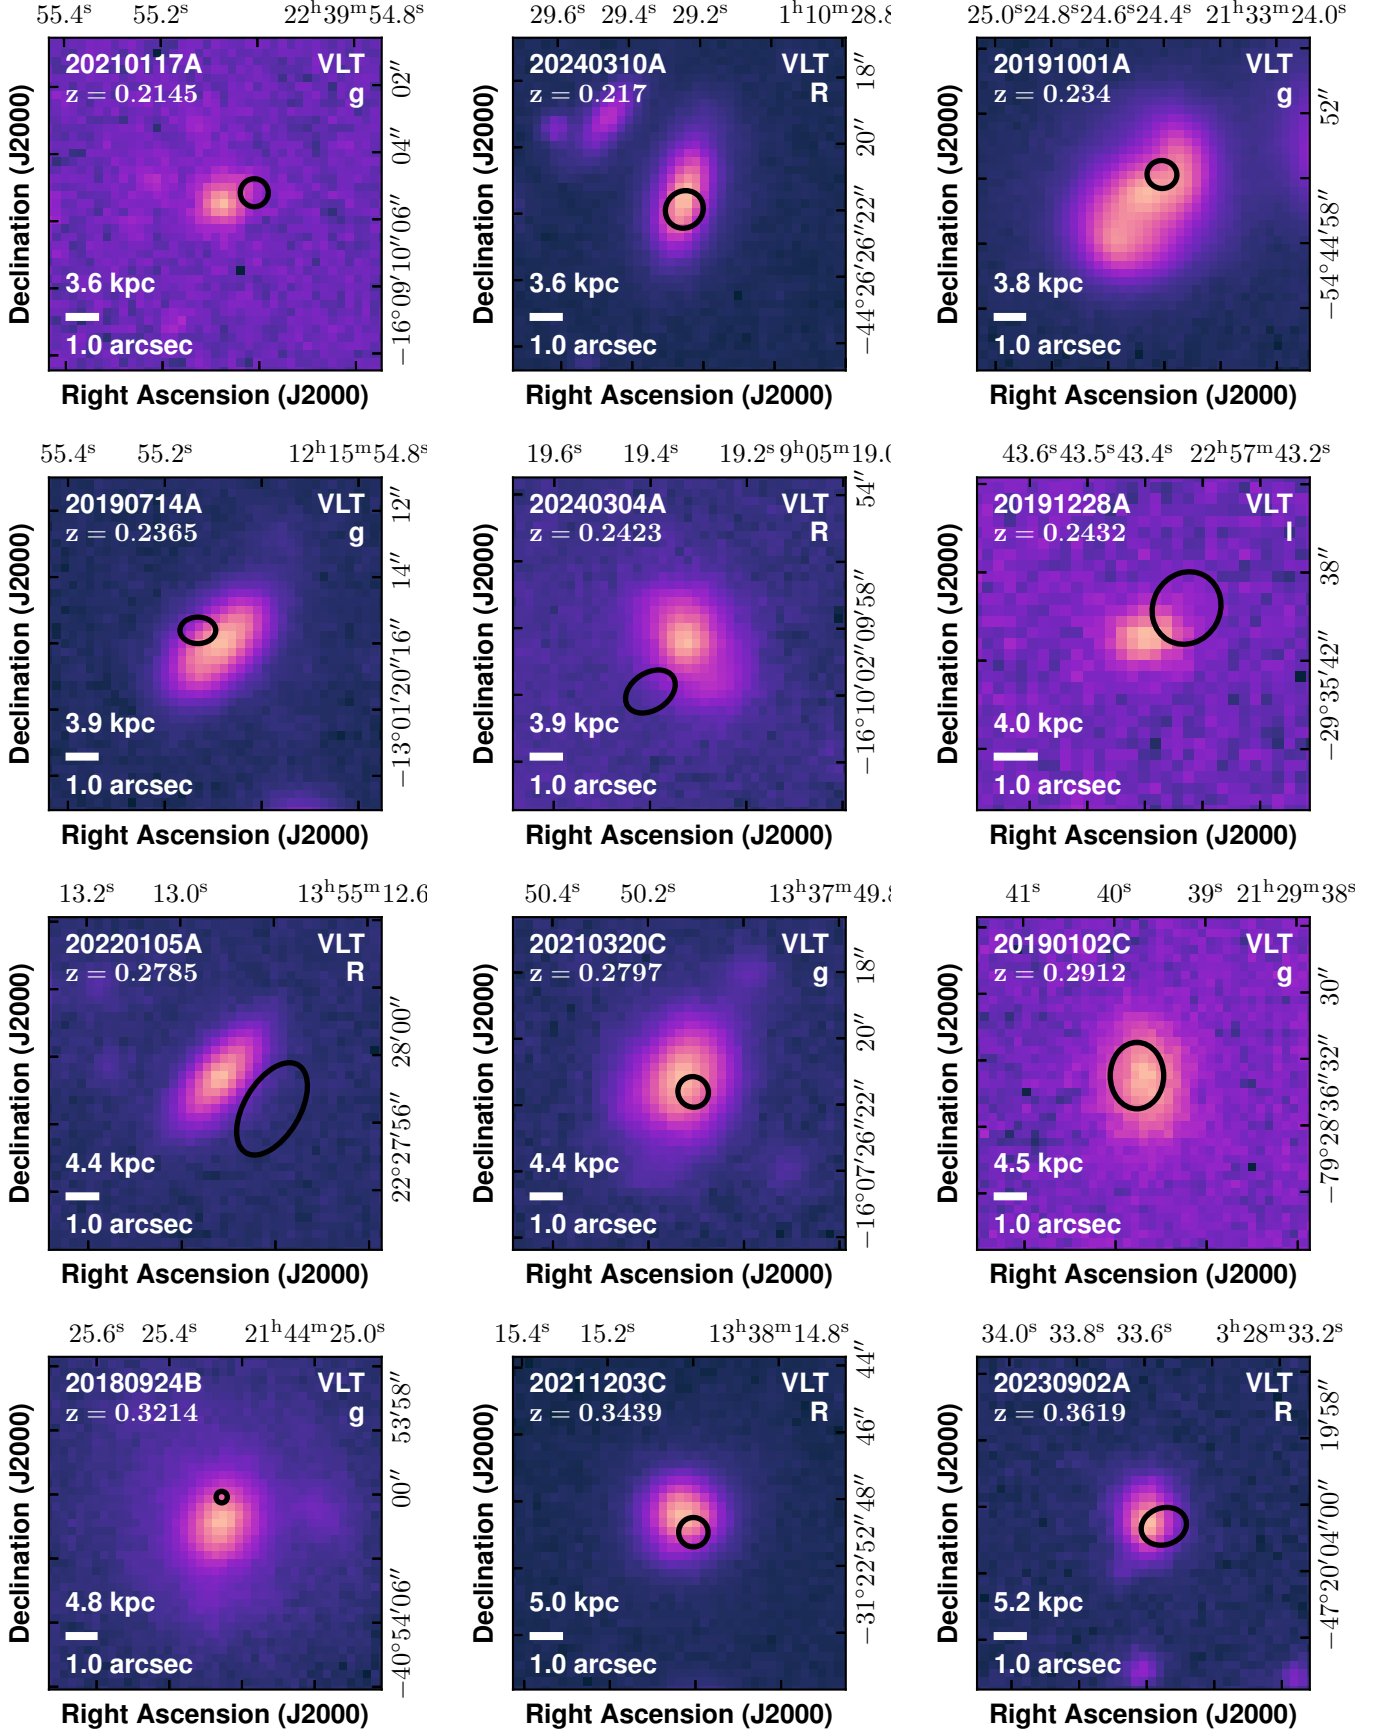 55.4ˢ 55.2ˢ 22ʰ39ᵐ54.8ˢ
20210117A VLT
z = 0.2145 g
3.6 kpc
1.0 arcsec
Declination (J2000)
−16°09′10″06″ 04″ 02″
Right Ascension (J2000)
29.6ˢ 29.4ˢ 29.2ˢ 1ʰ10ᵐ28.8
20240310A VLT
z = 0.217 R
3.6 kpc
1.0 arcsec
Declination (J2000)
−44°26′26″22″ 20″ 18″
Right Ascension (J2000)
25.0ˢ24.8ˢ24.6ˢ24.4ˢ 21ʰ33ᵐ24.0ˢ
20191001A VLT
z = 0.234 g
3.8 kpc
1.0 arcsec
Declination (J2000)
−54°44′58″ 52″
Right Ascension (J2000)
55.4ˢ 55.2ˢ 12ʰ15ᵐ54.8ˢ
20190714A VLT
z = 0.2365 g
3.9 kpc
1.0 arcsec
Declination (J2000)
−13°01′20″16″ 14″ 12″
Right Ascension (J2000)
19.6ˢ 19.4ˢ 19.2ˢ 9ʰ05ᵐ19.0
20240304A VLT
z = 0.2423 R
3.9 kpc
1.0 arcsec
Declination (J2000)
−16°10′02″09′58″ 54″
Right Ascension (J2000)
43.6ˢ43.5ˢ43.4ˢ 22ʰ57ᵐ43.2ˢ
20191228A VLT
z = 0.2432 I
4.0 kpc
1.0 arcsec
Declination (J2000)
−29°35′42″ 38″
Right Ascension (J2000)
13.2ˢ 13.0ˢ 13ʰ55ᵐ12.6
20220105A VLT
z = 0.2785 R
4.4 kpc
1.0 arcsec
Declination (J2000)
22°27′56″ 28′00″
Right Ascension (J2000)
50.4ˢ 50.2ˢ 13ʰ37ᵐ49.8
20210320C VLT
z = 0.2797 g
4.4 kpc
1.0 arcsec
Declination (J2000)
−16°07′26″22″ 20″ 18″
Right Ascension (J2000)
41ˢ 40ˢ 39ˢ 21ʰ29ᵐ38ˢ
20190102C VLT
z = 0.2912 g
4.5 kpc
1.0 arcsec
Declination (J2000)
−79°28′36″32″ 30″
Right Ascension (J2000)
25.6ˢ 25.4ˢ 21ʰ44ᵐ25.0ˢ
20180924B VLT
z = 0.3214 g
4.8 kpc
1.0 arcsec
Declination (J2000)
−40°54′06″ 00″ 53′58″
Right Ascension (J2000)
15.4ˢ 15.2ˢ 13ʰ38ᵐ14.8ˢ
20211203C VLT
z = 0.3439 R
5.0 kpc
1.0 arcsec
Declination (J2000)
−31°22′52″48″ 46″ 44″
Right Ascension (J2000)
34.0ˢ 33.8ˢ 33.6ˢ 3ʰ28ᵐ33.2ˢ
20230902A VLT
z = 0.3619 R
5.2 kpc
1.0 arcsec
Declination (J2000)
−47°20′04″00″ 19′58″
Right Ascension (J2000)